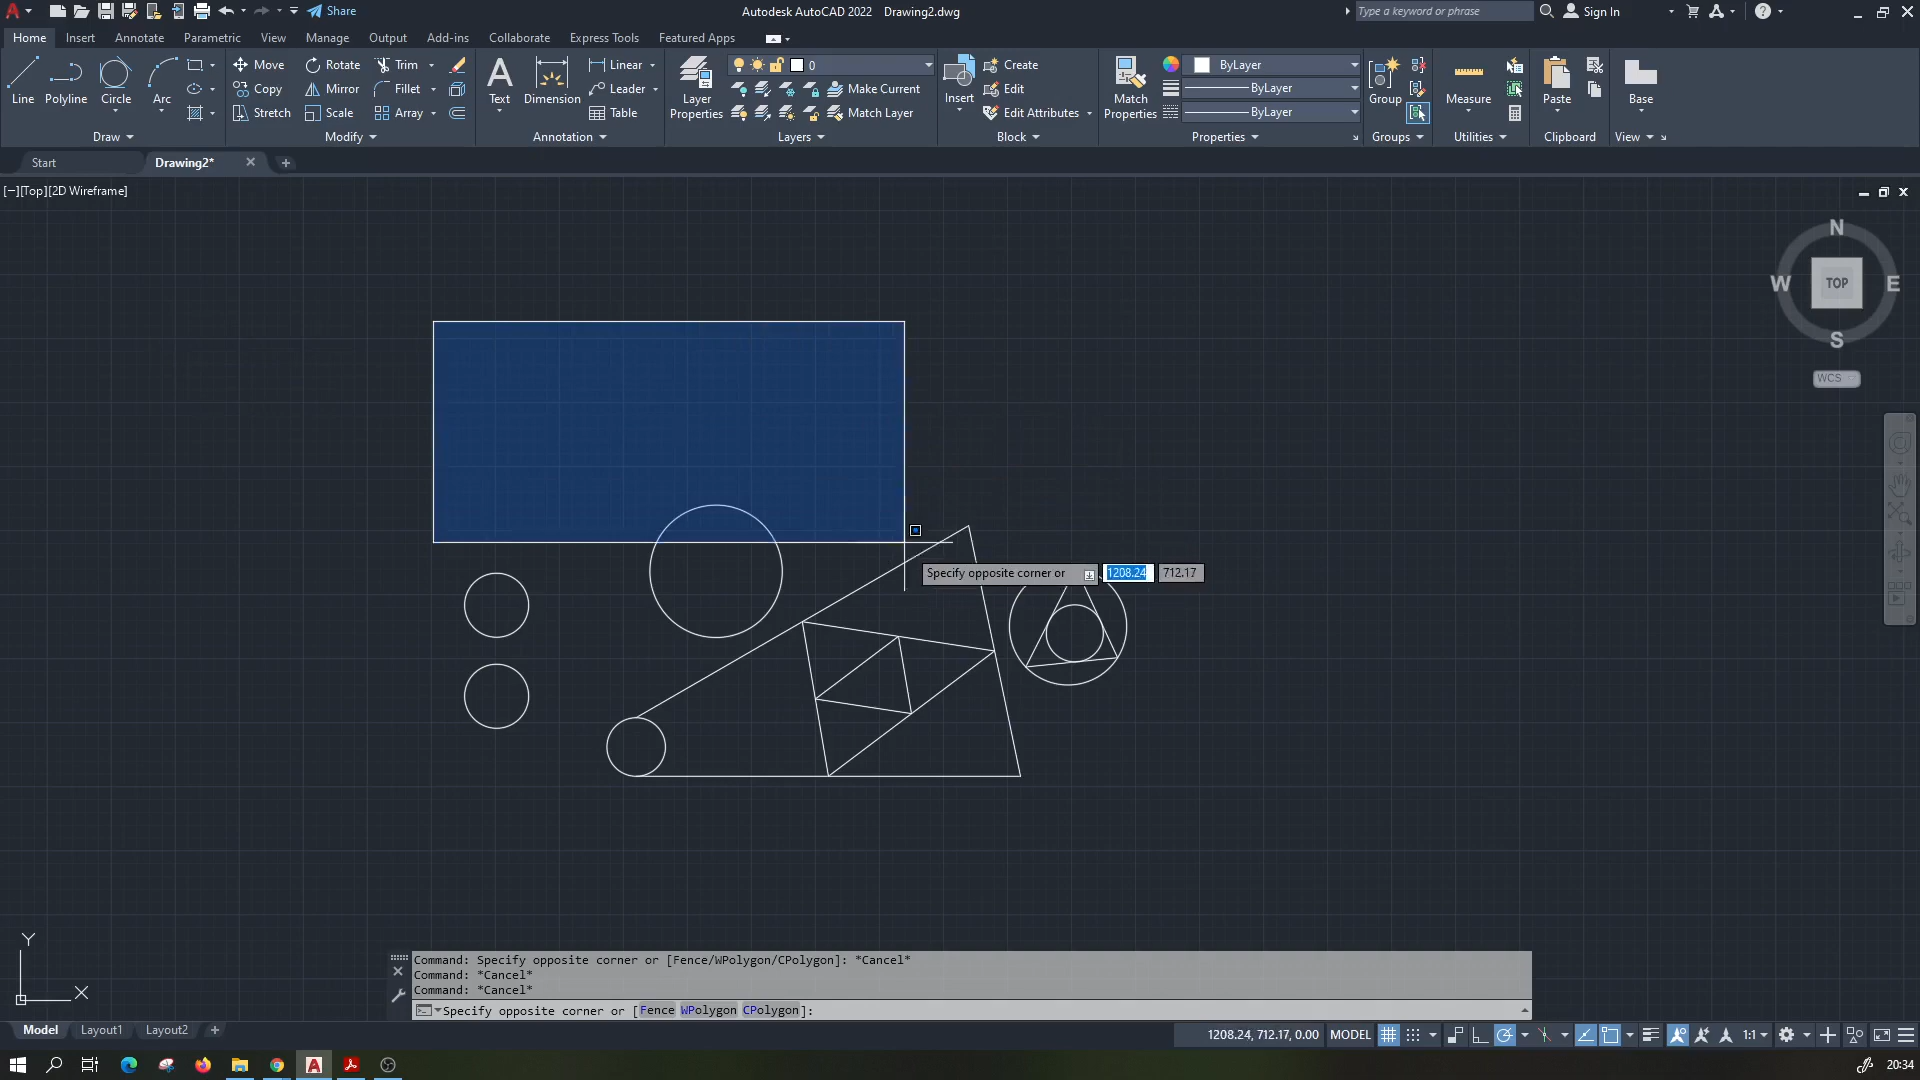 Share
Autodesk AutoCAD 2022 Drawing2.dwg
Type a keyword or phrase
Sign In
Home Insert Annotate Parametric View Manage Output Add-ins Collaborate Express Tools Featured Apps
Move Rotate Trim Linear 0 Create ByLayer
Line Polyline Circle Arc Copy Mirror Fillet Text Dimension Leader Layer Properties Make Current Insert Edit Match Properties ByLayer Group Measure Paste Base
Stretch Scale Array Table Match Layer Edit Attributes ByLayer
Draw Modify Annotation Layers Block Properties Groups Utilities Clipboard View
Start Drawing2*
[−][Top][2D Wireframe]
N
W TOP E
S
WCS
Specify opposite corner or 1208.24 712.17
Y
X
Command: Specify opposite corner or [Fence/WPolygon/CPolygon]: *Cancel*
Command: *Cancel*
Command: *Cancel*
Specify opposite corner or [Fence WPolygon CPolygon]:
Model Layout1 Layout2
1208.24, 712.17, 0.00 MODEL 1:1
20:34